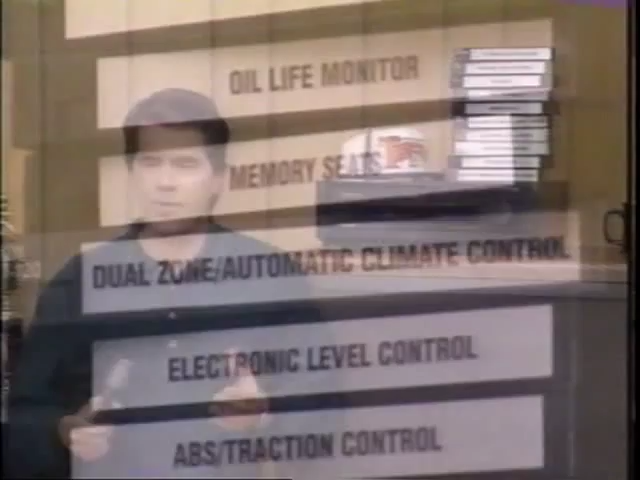 OIL LIFE MONITOR
MEMORY SEATS
DUAL ZONE/AUTOMATIC CLIMATE CONTROL
ELECTRONIC LEVEL CONTROL
ABS/TRACTION CONTROL